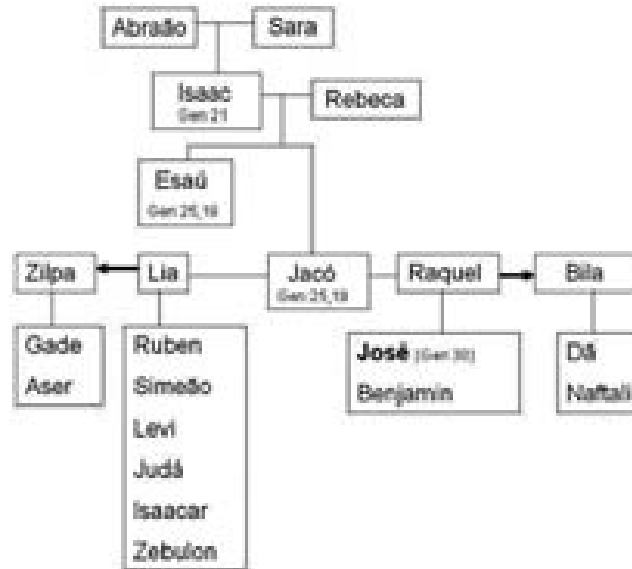 Abraão
Sara
Isaac
Gen 21
Rebeca
Esaú
Gen 25,19
Zilpa
Lia
Jacó
Gen 25,19
Raquel
Bila
Gade
Aser
Ruben
Simeão
Levi
Judá
Isaacar
Zebulon
José [Gen 30]
Benjamin
Dã
Naftali